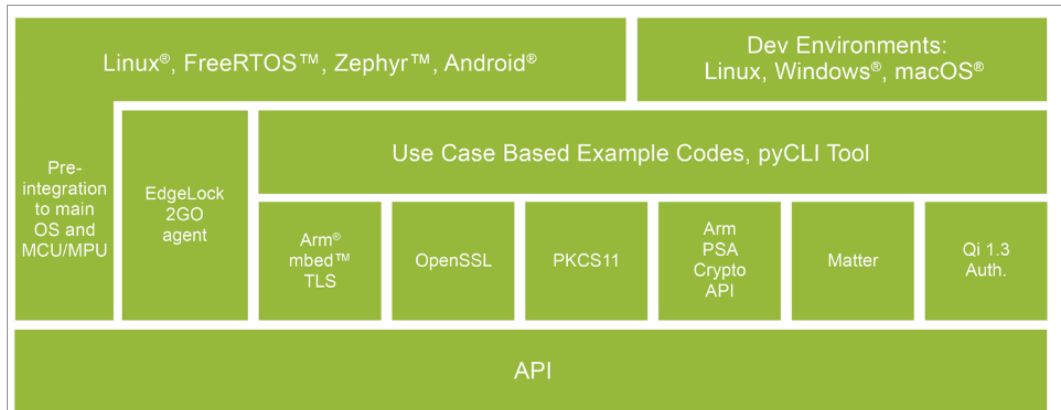 Linux®, FreeRTOS™, Zephyr™, Android®
Dev Environments:
Linux, Windows®, macOS®
Pre-
integration
to main
OS and
MCU/MPU
EdgeLock
2GO
agent
Use Case Based Example Codes, pyCLI Tool
Arm®
mbed™
TLS
OpenSSL
PKCS11
Arm
PSA
Crypto
API
Matter
Qi 1.3
Auth.
API